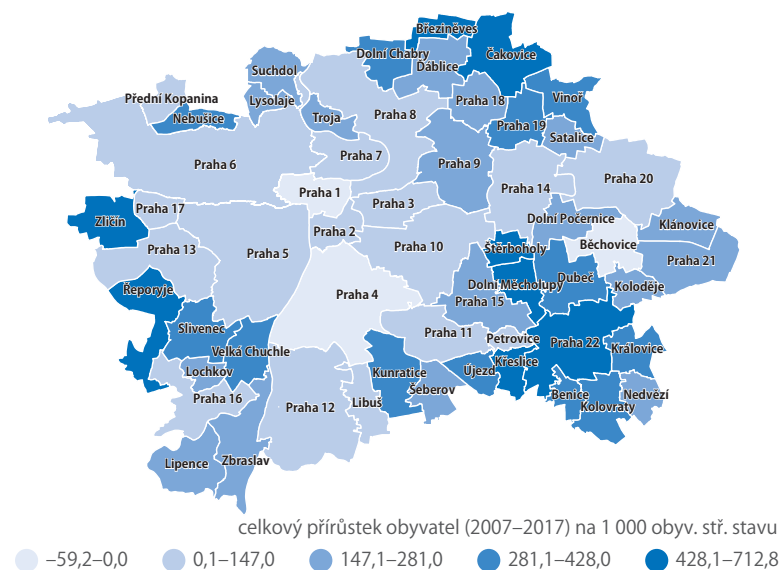 Březiněves
Dolní Chabry
Čakovice
Ďáblice
Suchdol
Přední Kopanina
Lysolaje
Praha 18
Vinoř
Nebušice
Troja
Praha 8
Praha 19
Satalice
Praha 6
Praha 7
Praha 9
Praha 20
Praha 1
Praha 14
Praha 17
Praha 3
Zličín
Praha 2
Dolní Počernice
Klánovice
Praha 13
Praha 5
Praha 10
Štěrboholy
Běchovice
Praha 21
Řeporyje
Praha 4
Dolní Měcholupy
Dubeč
Koloděje
Praha 15
Slivenec
Praha 11
Petrovice
Praha 22
Královice
Velká Chuchle
Lochkov
Kunratice
Újezd
Křeslice
Šeberov
Praha 16
Praha 12
Libuš
Benice
Nedvězí
Kolovraty
Lipence
Zbraslav
celkový přírůstek obyvatel (2007–2017) na 1 000 obyv. stř. stavu
–59,2–0,0
0,1–147,0
147,1–281,0
281,1–428,0
428,1–712,8